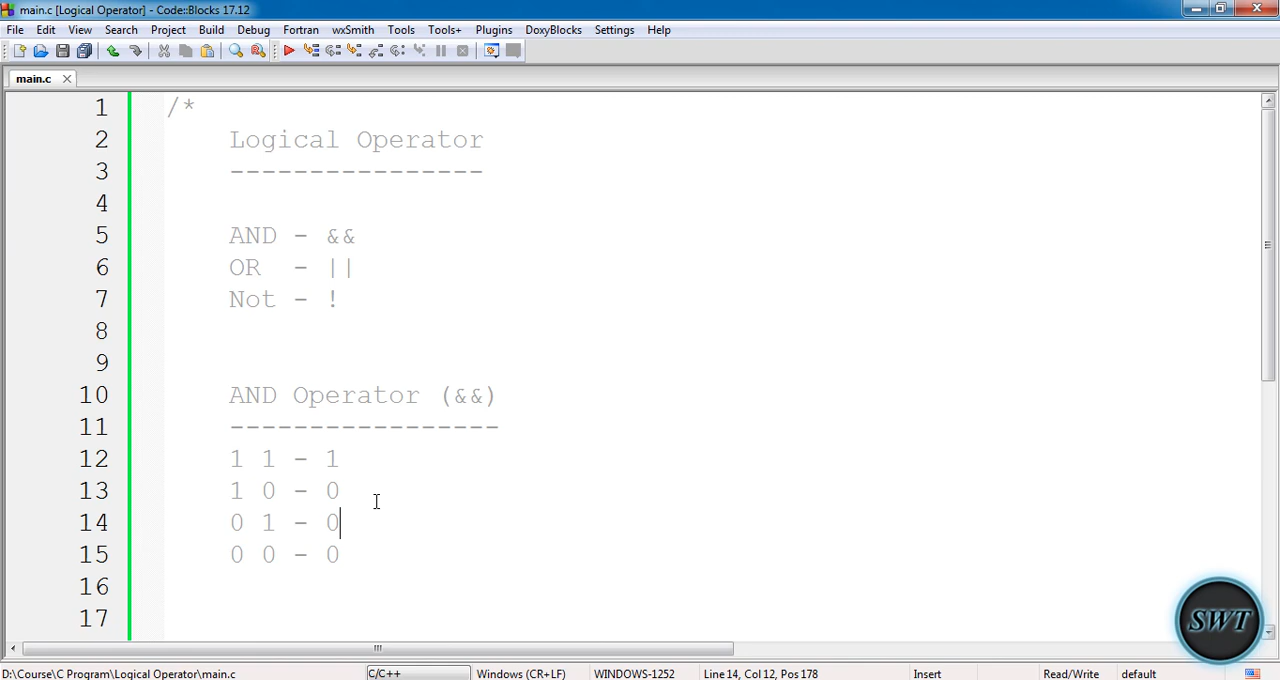 main.c [Logical Operator] - Code::Blocks 17.12
File Edit View Search Project Build Debug Fortran wxSmith Tools Tools+ Plugins DoxyBlocks Settings Help
main.c
1 /*
2 Logical Operator
3 ----------------
4
5 AND - &&
6 OR - ||
7 Not - !
8
9
10 AND Operator (&&)
11 -----------------
12 1 1 - 1
13 1 0 - 0
14 0 1 - 0
15 0 0 - 0
16
17
SWT
D:\Course\C Program\Logical Operator\main.c C/C++ Windows (CR+LF) WINDOWS-1252 Line 14, Col 12, Pos 178 Insert Read/Write default